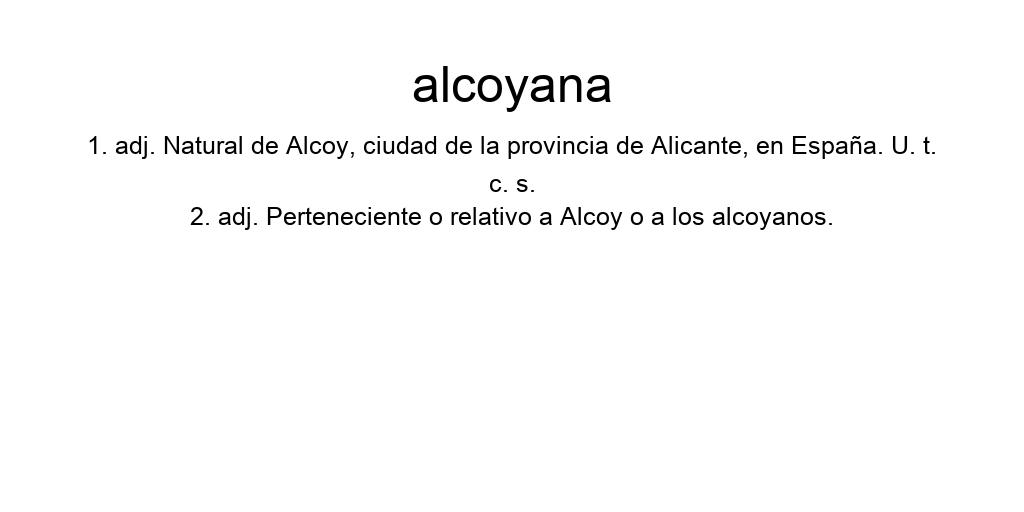 alcoyana
1. adj. Natural de Alcoy, ciudad de la provincia de Alicante, en España. U. t.
c. s.
2. adj. Perteneciente o relativo a Alcoy o a los alcoyanos.